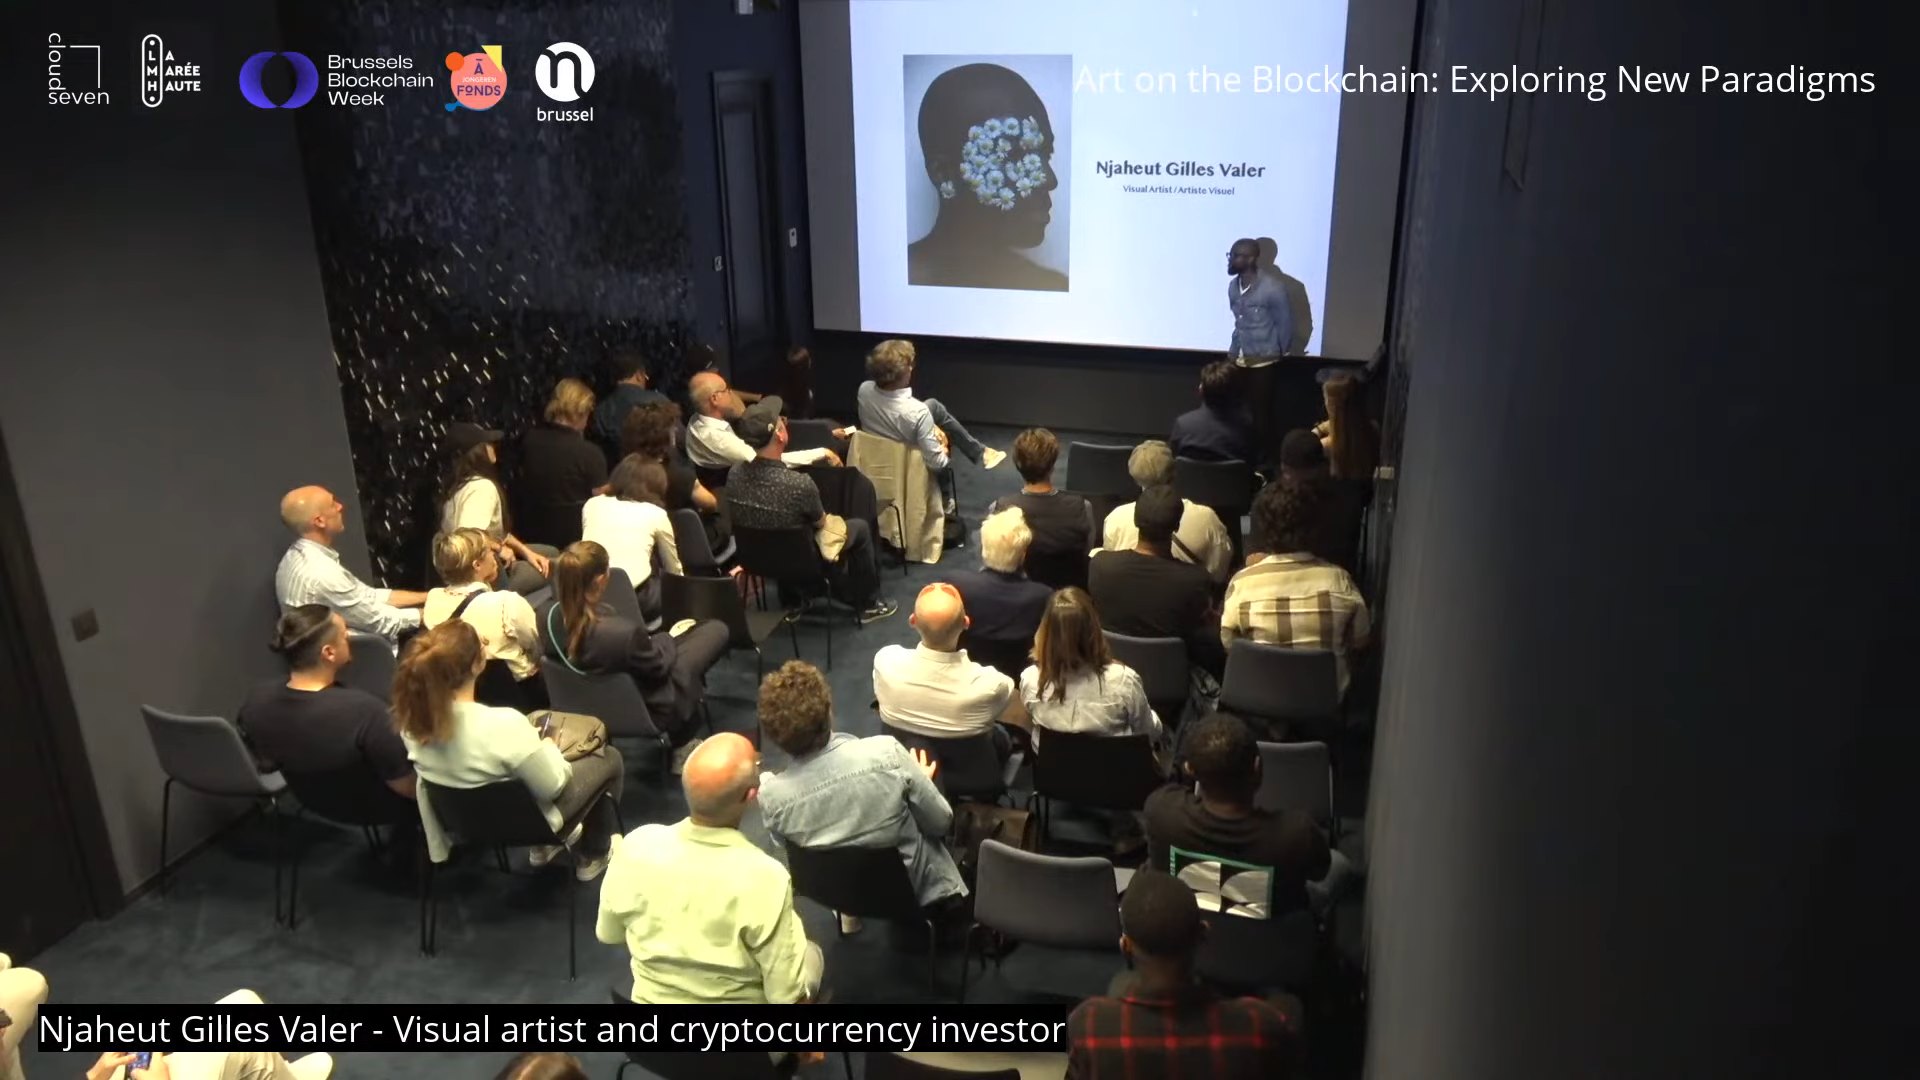 cloud
seven
LMH
LA
MARÉE
HAUTE
Brussels
Blockchain
Week
À
JONGEREN
FONDS
n
brussel
Art on the Blockchain: Exploring New Paradigms
Njaheut Gilles Valer
Visual Artist / Artiste Visuel
Njaheut Gilles Valer - Visual artist and cryptocurrency investor